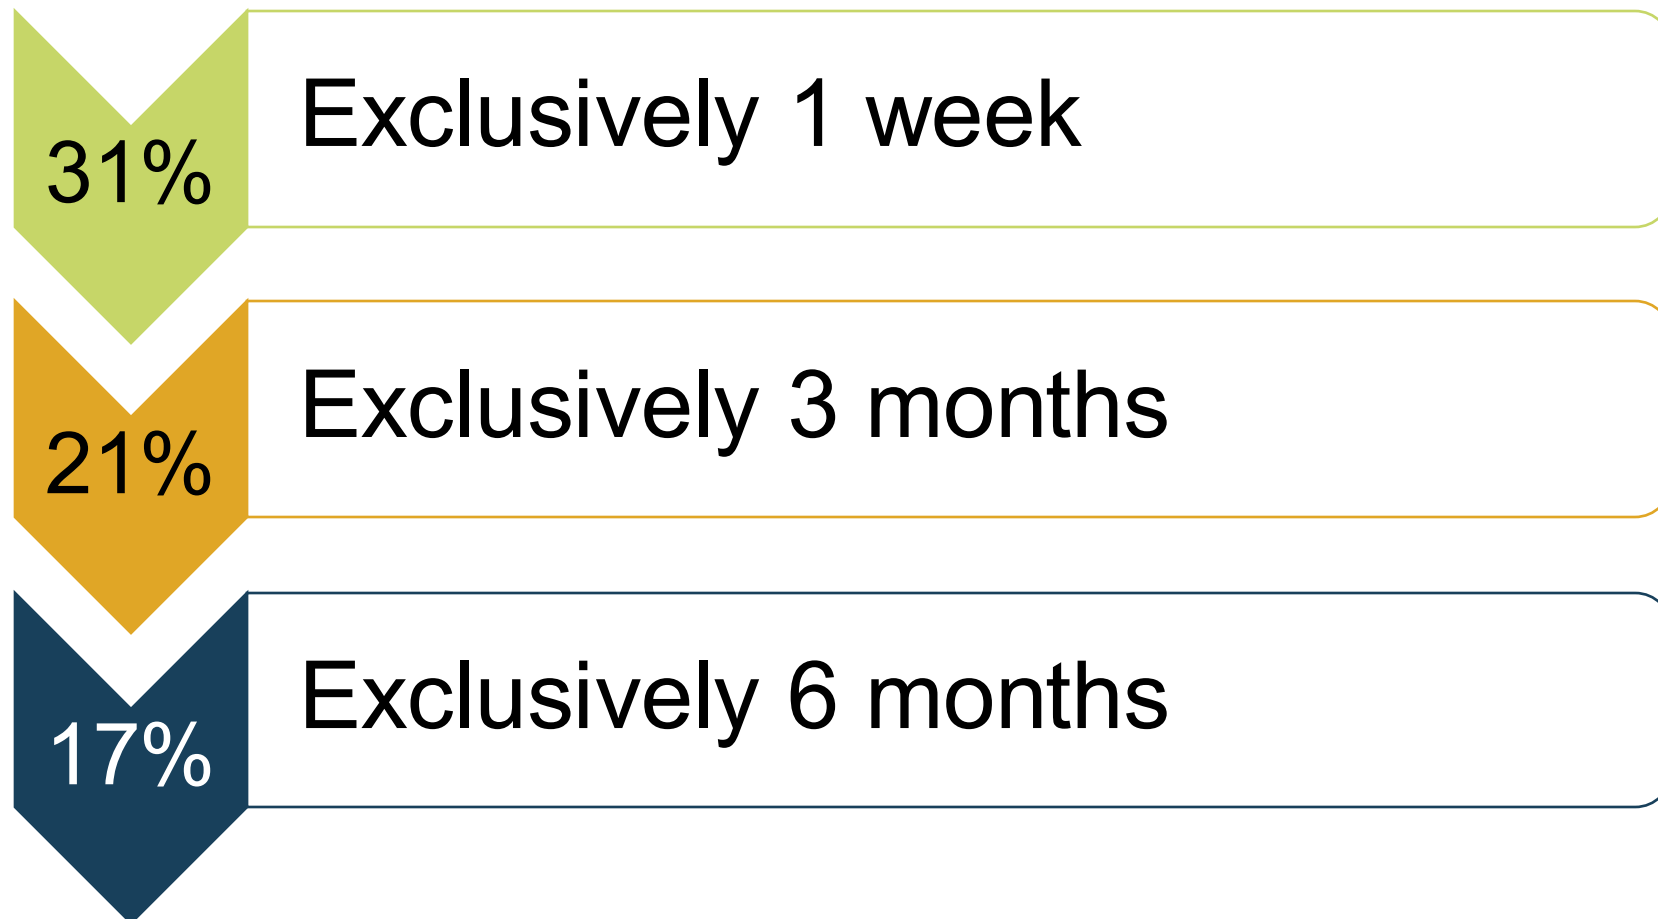 31%
Exclusively 1 week
21%
Exclusively 3 months
17%
Exclusively 6 months